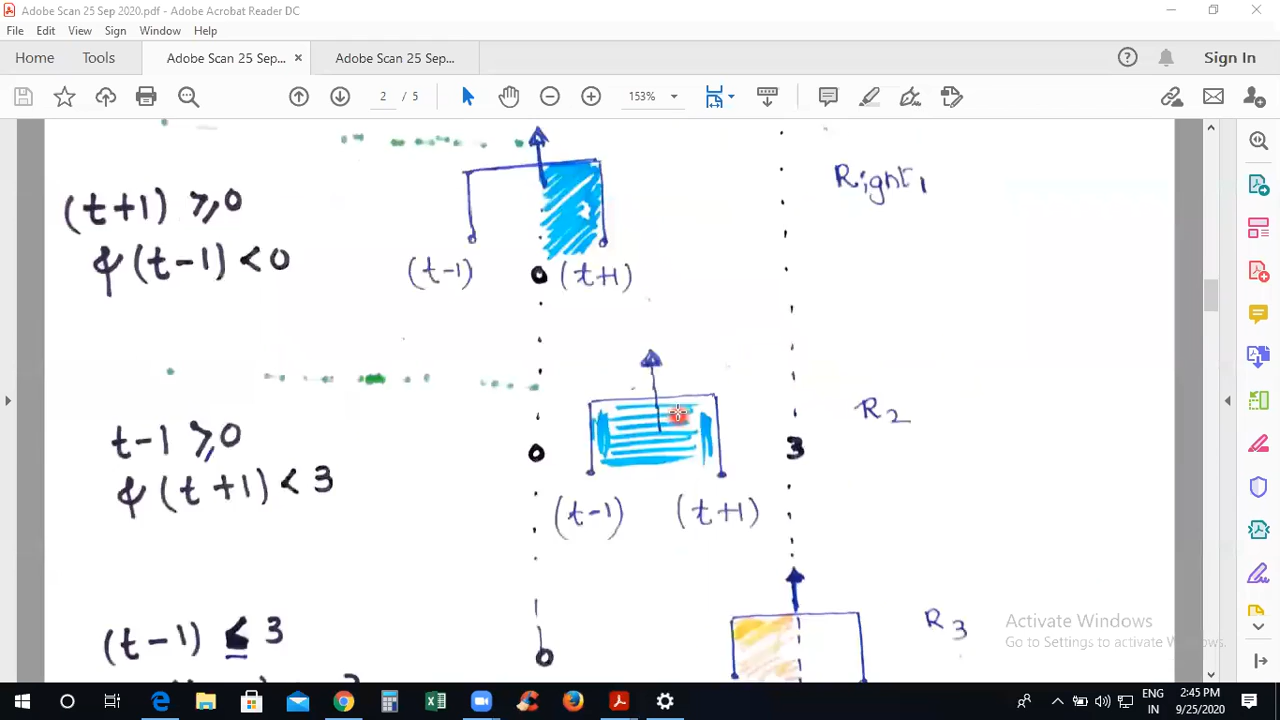 Adobe Scan 25 Sep 2020.pdf - Adobe Acrobat Reader DC
File Edit View Sign Window Help
Home Tools Adobe Scan 25 Sep... × Adobe Scan 25 Sep... Sign In
2 / 5 153%
Right1
(t+1) ≥ 0
& (t-1) < 0
(t-1) 0 (t+1)
R2
t-1 ≥ 0
0 3
& (t+1) < 3
(t-1) (t+1)
R3
(t-1) ≤ 3
0
Activate Windows
Go to Settings to activate Windows.
ENG
IN
2:45 PM
9/25/2020